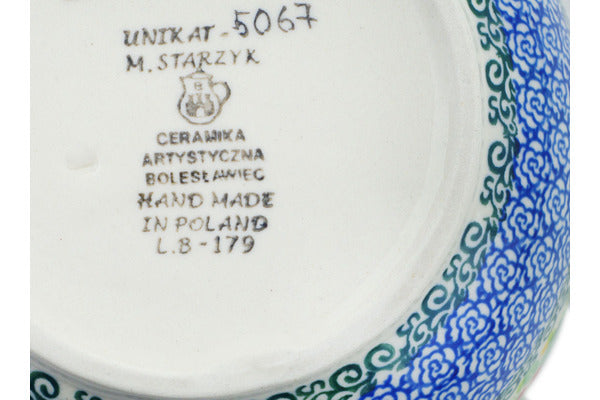 UNIKAT-5067
M. STARZYK
CERAMIKA
ARTYSTYCZNA
BOLESŁAWIEC
HAND MADE
IN POLAND
L.B-179